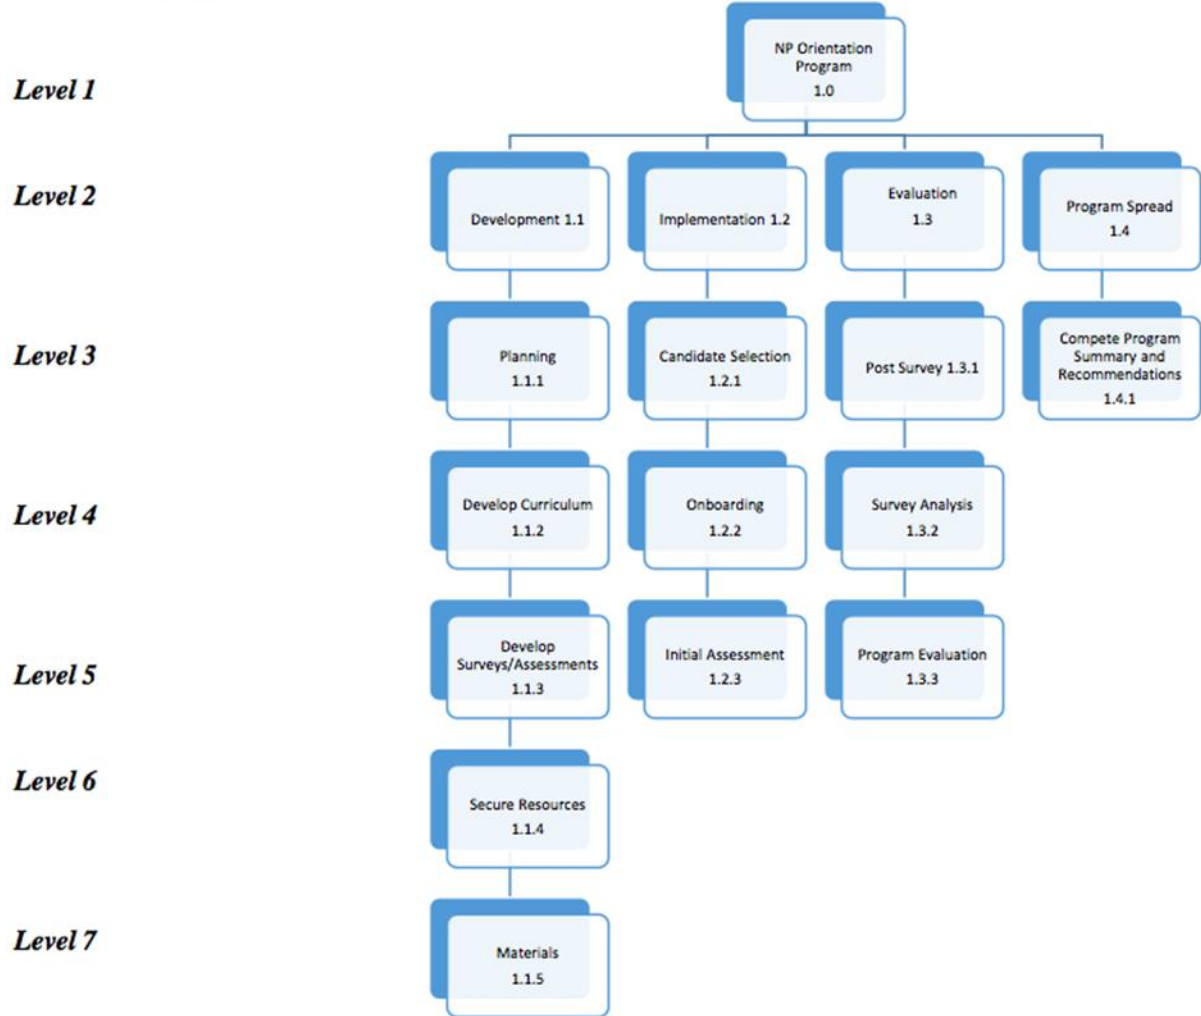 NP Orientation
Program
1.0
Level 1
Level 2
Development 1.1
Implementation 1.2
Evaluation
1.3
Program Spread
1.4
Level 3
Planning
1.1.1
Candidate Selection
1.2.1
Post Survey 1.3.1
Compete Program
Summary and
Recommendations
1.4.1
Level 4
Develop Curriculum
1.1.2
Onboarding
1.2.2
Survey Analysis
1.3.2
Level 5
Develop
Surveys/Assessments
1.1.3
Initial Assessment
1.2.3
Program Evaluation
1.3.3
Level 6
Secure Resources
1.1.4
Level 7
Materials
1.1.5